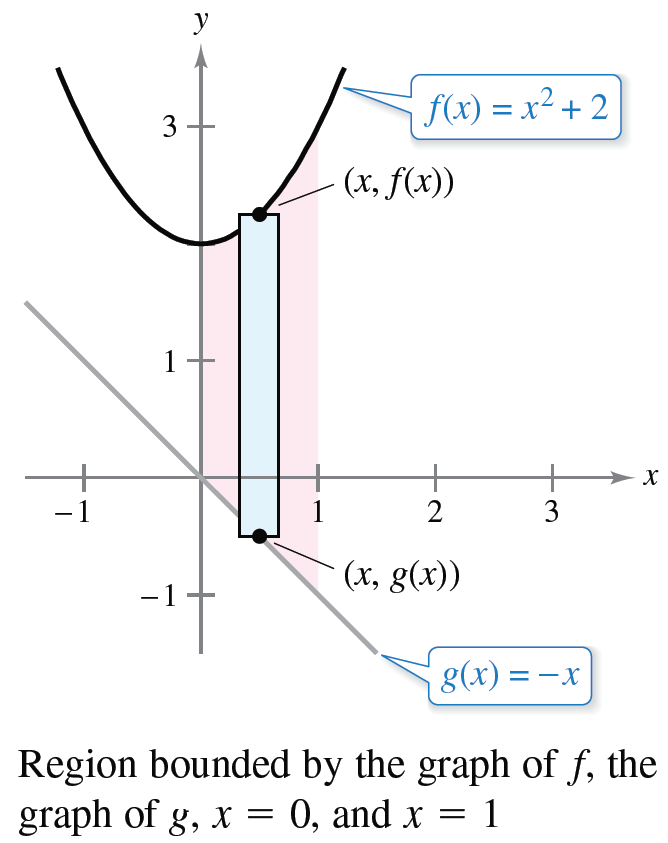 y
3
f(x) = x² + 2
(x, f(x))
1
x
−1
1
2
3
(x, g(x))
−1
g(x) = −x
Region bounded by the graph of f, the
graph of g, x = 0, and x = 1